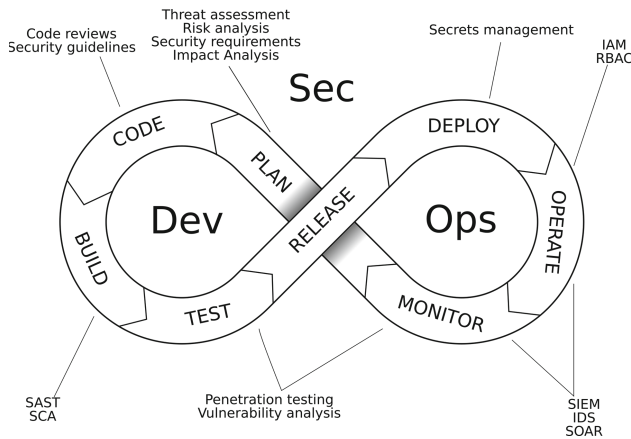 Threat assessment
Risk analysis
Security requirements
Impact Analysis
Code reviews
Security guidelines
Secrets management
IAM
RBAC
Sec
CODE
PLAN
DEPLOY
Dev
RELEASE
Ops
OPERATE
BUILD
TEST
MONITOR
SAST
SCA
Penetration testing
Vulnerability analysis
SIEM
IDS
SOAR